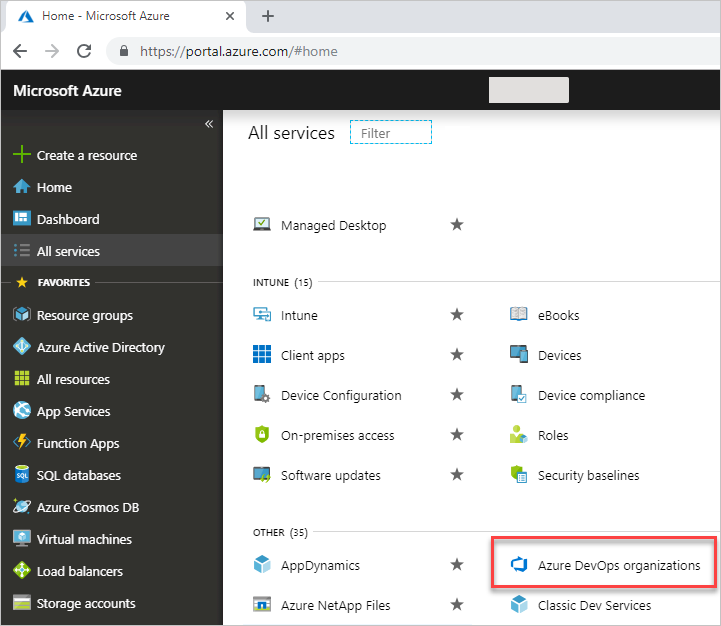 Home - Microsoft Azure
https://portal.azure.com/#home
Microsoft Azure
Create a resource
Home
Dashboard
All services
FAVORITES
Resource groups
Azure Active Directory
All resources
App Services
Function Apps
SQL databases
Azure Cosmos DB
Virtual machines
Load balancers
Storage accounts
All services
Filter
Managed Desktop
INTUNE (15)
Intune
eBooks
Client apps
Devices
Device Configuration
Device compliance
On-premises access
Roles
Software updates
Security baselines
OTHER (35)
AppDynamics
Azure DevOps organizations
Azure NetApp Files
Classic Dev Services